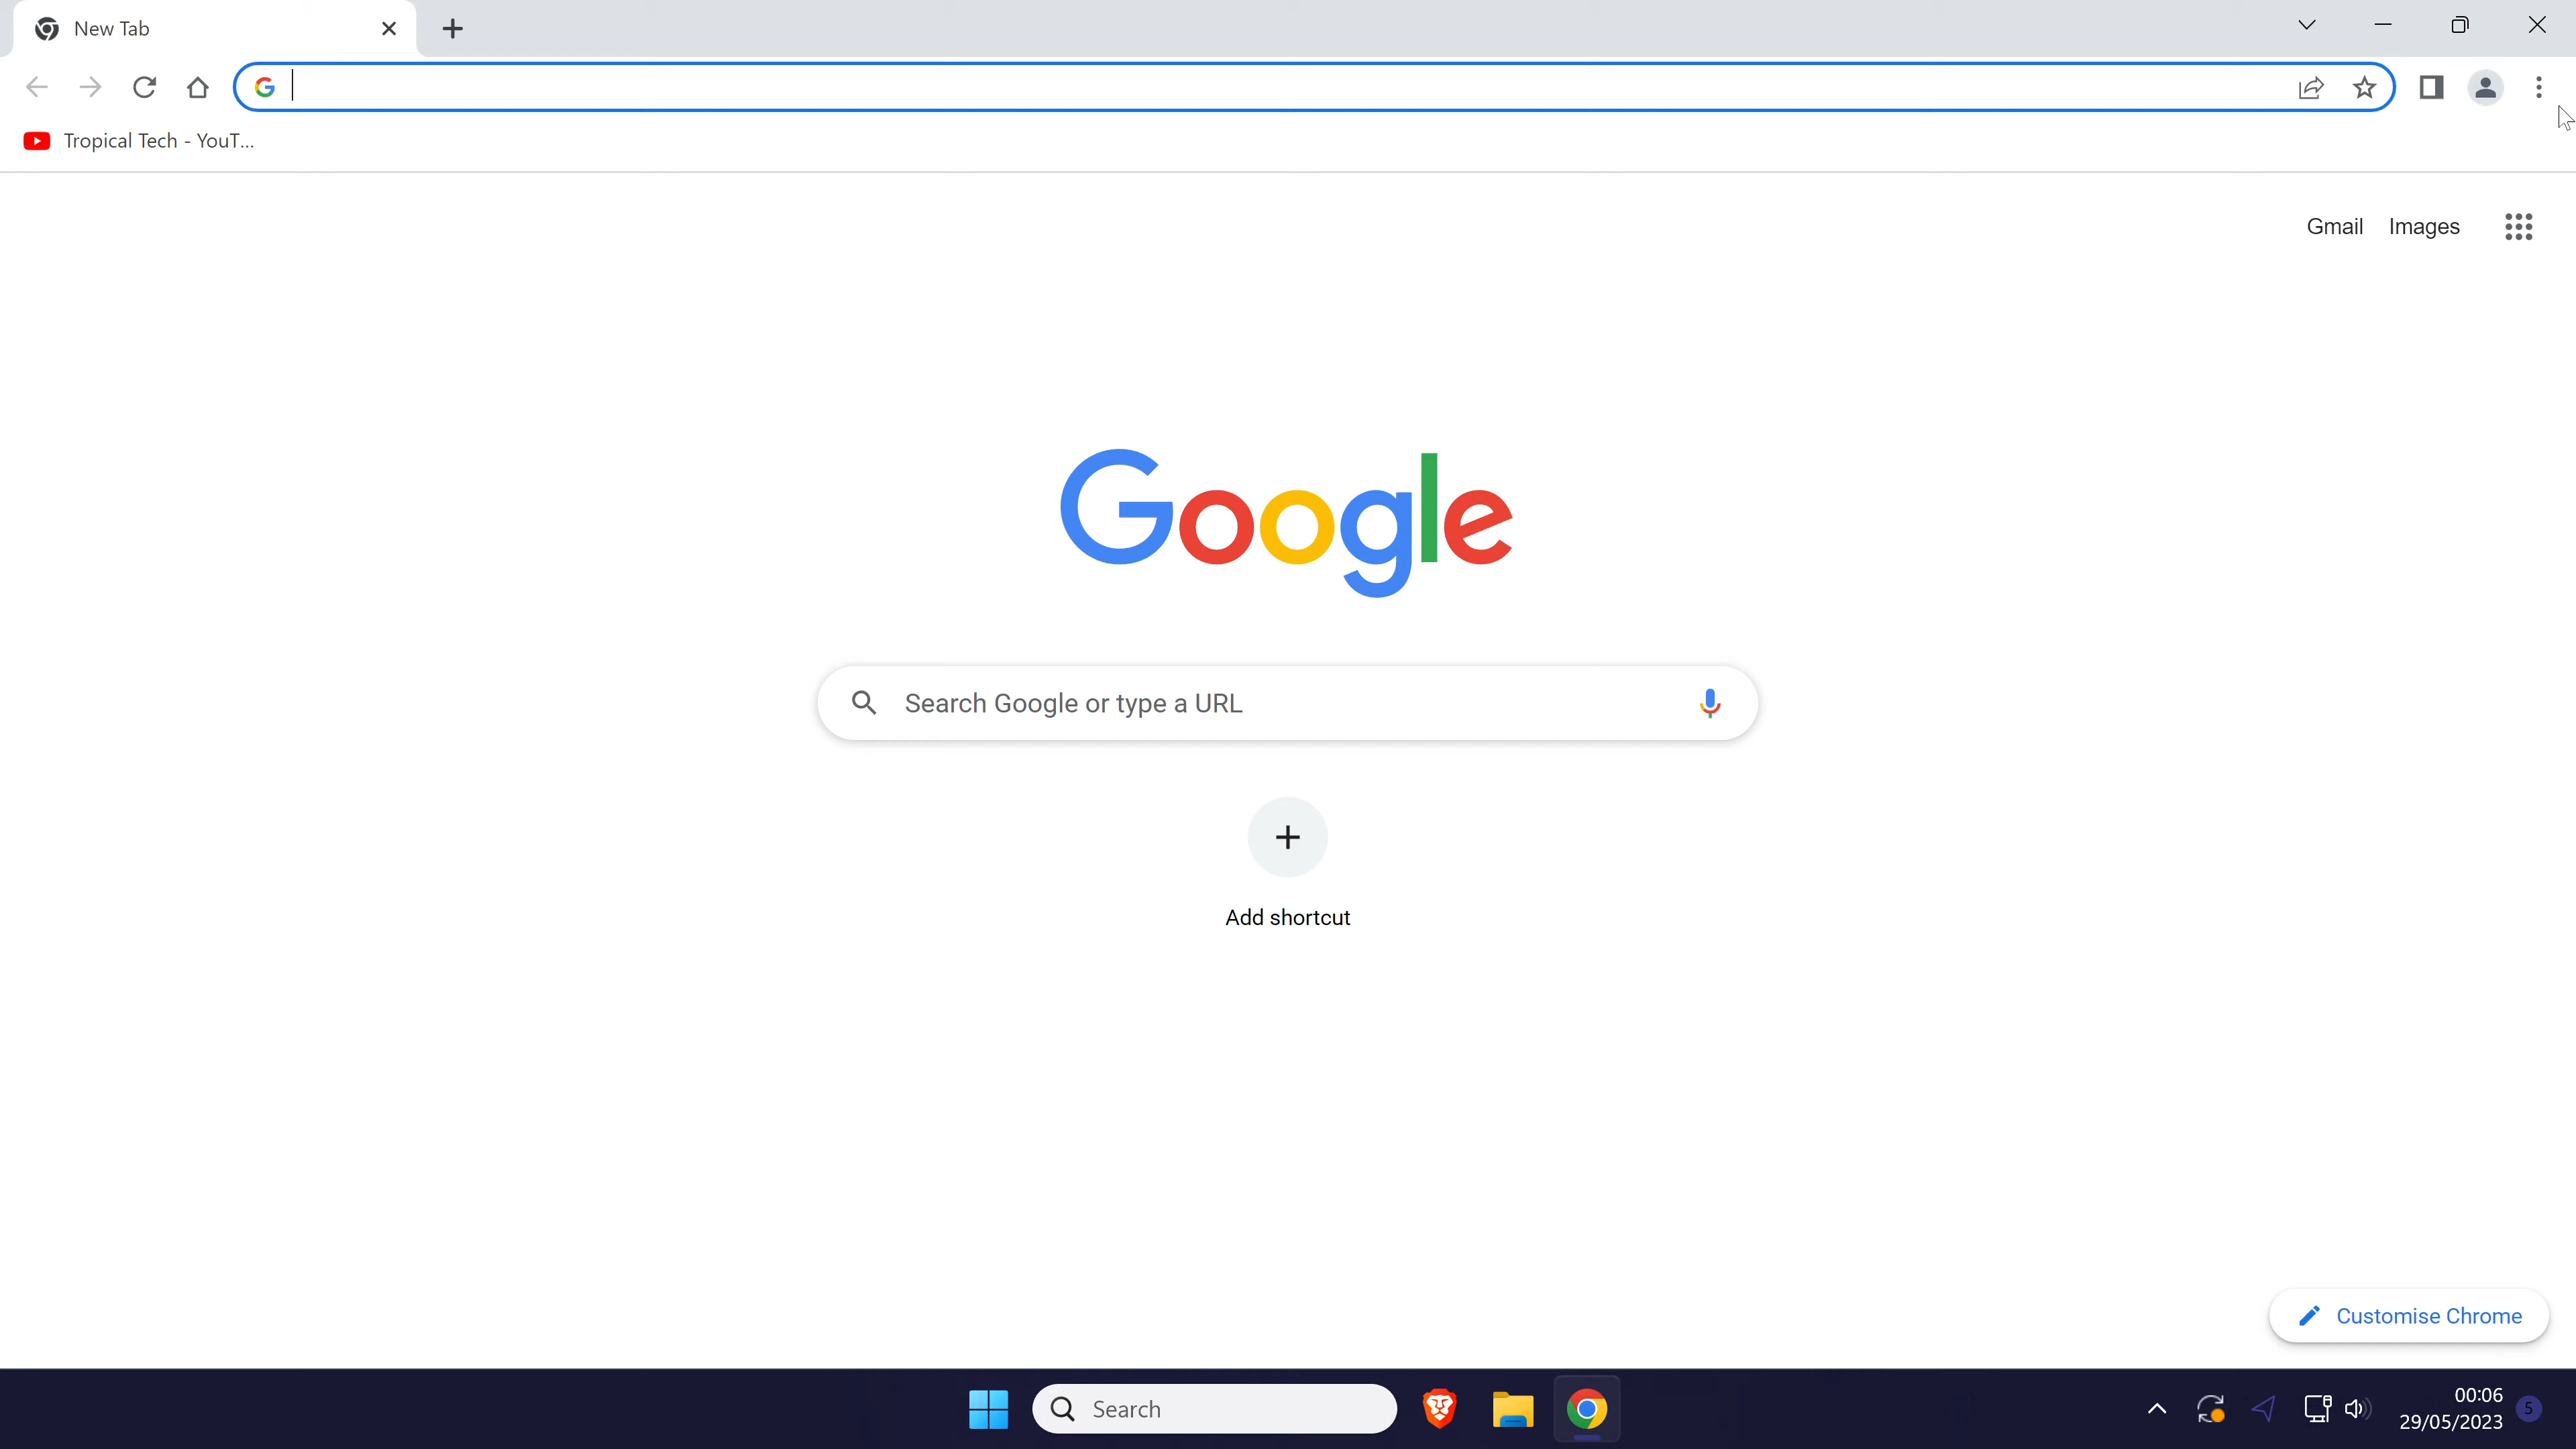 New Tab
Tropical Tech - YouT...
Gmail Images
Google
Search Google or type a URL
Add shortcut
Customise Chrome
Search
00:06
29/05/2023
5